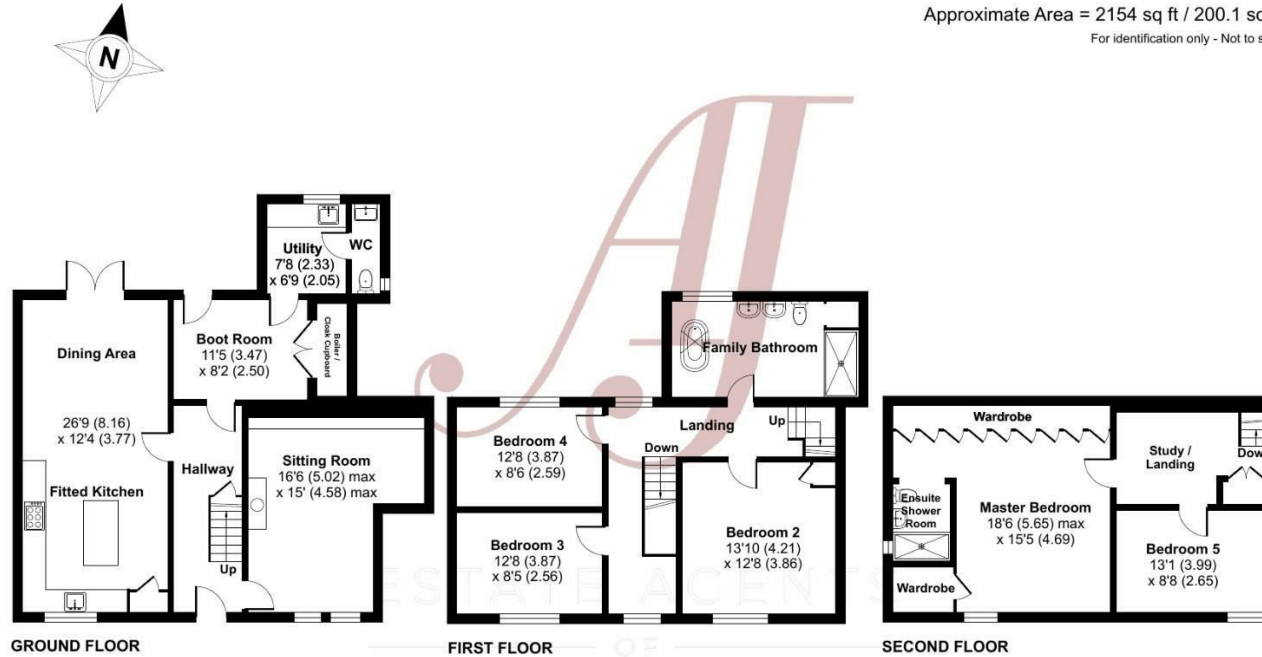 Approximate Area = 2154 sq ft / 200.1 sq
For identification only - Not to s
N
Utility
7'8 (2.33)
x 6'9 (2.05)
WC
Dining Area
26'9 (8.16)
x 12'4 (3.77)
Fitted Kitchen
Boot Room
11'5 (3.47)
x 8'2 (2.50)
Boiler /
Cloak Cupboard
Hallway
Up
Sitting Room
16'6 (5.02) max
x 15' (4.58) max
GROUND FLOOR
Family Bathroom
Landing
Up
Down
Bedroom 4
12'8 (3.87)
x 8'6 (2.59)
Bedroom 3
12'8 (3.87)
x 8'5 (2.56)
Bedroom 2
13'10 (4.21)
x 12'8 (3.86)
FIRST FLOOR
Wardrobe
Study /
Landing
Down
Ensuite
Shower
Room
Master Bedroom
18'6 (5.65) max
x 15'5 (4.69)
Wardrobe
Bedroom 5
13'1 (3.99)
x 8'8 (2.65)
SECOND FLOOR
AJ
ESTATE AGENTS
OF